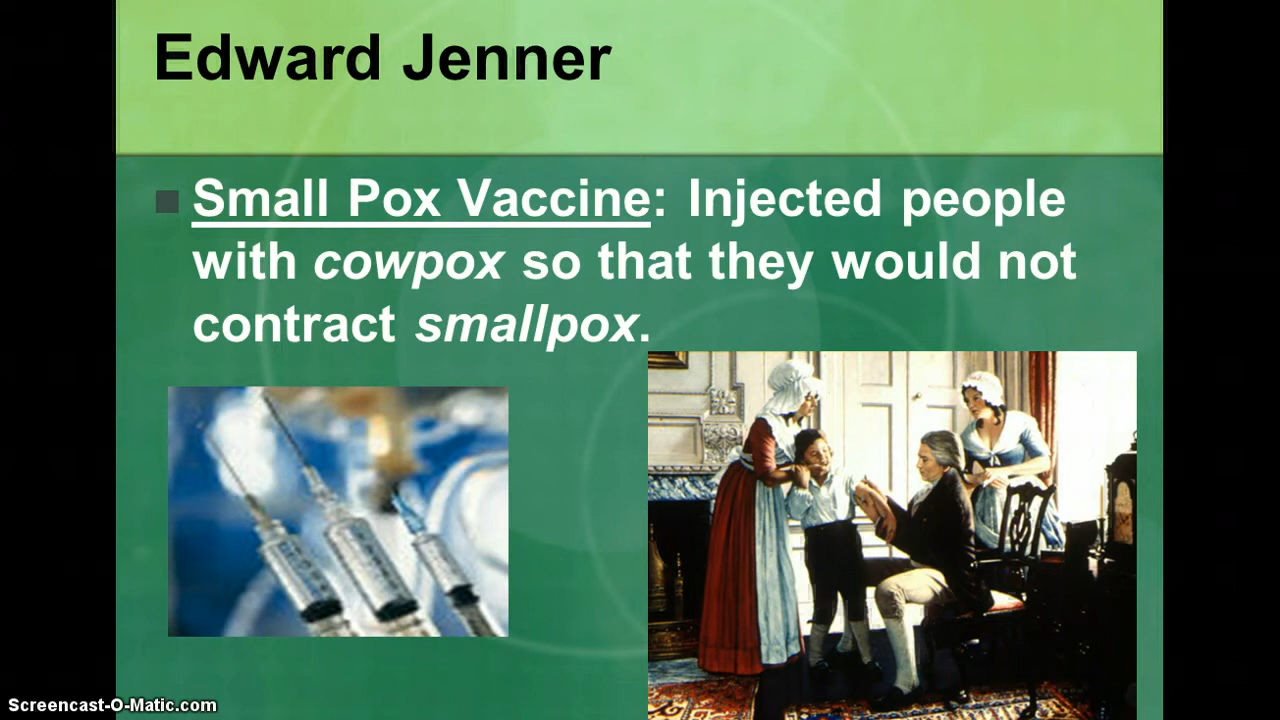 Edward Jenner
Small Pox Vaccine: Injected people
with cowpox so that they would not
contract smallpox.
Screencast-O-Matic.com